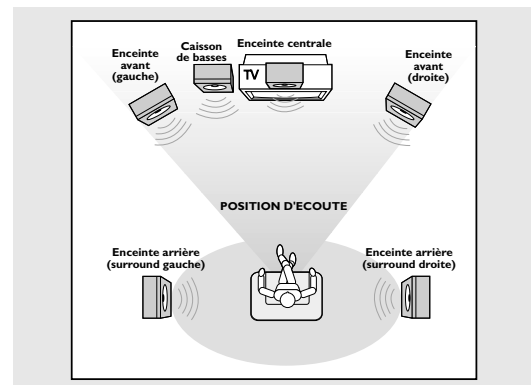 Enceinte
avant
(gauche)
Caisson
de basses
Enceinte centrale
Enceinte
avant
(droite)
TV
POSITION D'ECOUTE
Enceinte arrière
(surround gauche)
Enceinte arrière
(surround droite)